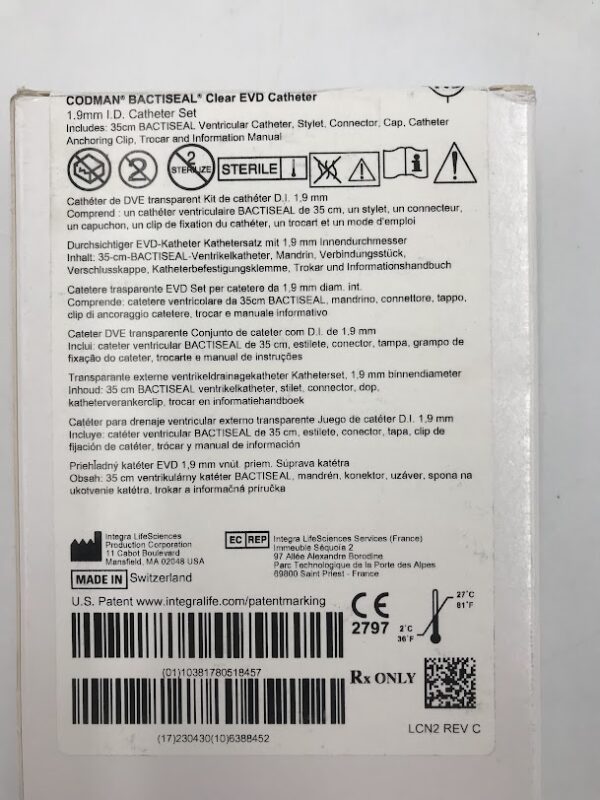 CODMAN® BACTISEAL® Clear EVD Catheter
1.9mm I.D. Catheter Set
Includes: 35cm BACTISEAL Ventricular Catheter, Stylet, Connector, Cap, Catheter
Anchoring Clip, Trocar and Information Manual
2
2
STERILIZE
STERILE
i
Cathéter de DVE transparent Kit de cathéter D.I. 1,9 mm
Comprend : un cathéter ventriculaire BACTISEAL de 35 cm, un stylet, un connecteur,
un capuchon, un clip de fixation du cathéter, un trocart et un mode d'emploi
Durchsichtiger EVD-Katheter Kathetersatz mit 1,9 mm Innendurchmesser
Inhalt: 35-cm-BACTISEAL-Ventrikelkatheter, Mandrin, Verbindungsstück,
Verschlusskappe, Katheterbefestigungsklemme, Trokar und Informationshandbuch
Catetere trasparente EVD Set per catetere da 1,9 mm diam. int.
Comprende: catetere ventricolare da 35cm BACTISEAL, mandrino, connettore, tappo,
clip di ancoraggio catetere, trocar e manuale informativo
Cateter DVE transparente Conjunto de cateter com D.I. de 1,9 mm
Inclui: cateter ventricular BACTISEAL de 35 cm, estilete, conector, tampa, grampo de
fixação do cateter, trocarte e manual de instruções
Transparante externe ventrikeldrainagekatheter Katheterset, 1,9 mm binnendiameter
Inhoud: 35 cm BACTISEAL ventrikelkatheter, stilet, connector, dop,
katheterverankerclip, trocar en informatiehandboek
Catéter para drenaje ventricular externo transparente Juego de catéter D.I. 1,9 mm
Incluye: catéter ventricular BACTISEAL de 35 cm, estilete, conector, tapa, clip de
fijación de catéter, trócar y manual de información
Priehladný katéter EVD 1,9 mm vnút. priem. Súprava katétra
Obsah: 35 cm ventrikulárny katéter BACTISEAL, mandrén, konektor, uzáver, spona na
ukotvenie katétra, trokar a informačná príručka
Integra LifeSciences
Production Corporation
11 Cabot Boulevard
Mansfield, MA 02048 USA
EC REP
Integra LifeSciences Services (France)
Immeuble Séquoia 2
97 Allée Alexandre Borodine
Parc Technologique de la Porte des Alpes
69800 Saint Priest - France
MADE IN Switzerland
U.S. Patent www.integralife.com/patentmarking
CE
2797
2°C
36°F
27°C
81°F
(01)10381780518457
Rx ONLY
(17)230430(10)6388452
LCN2 REV C